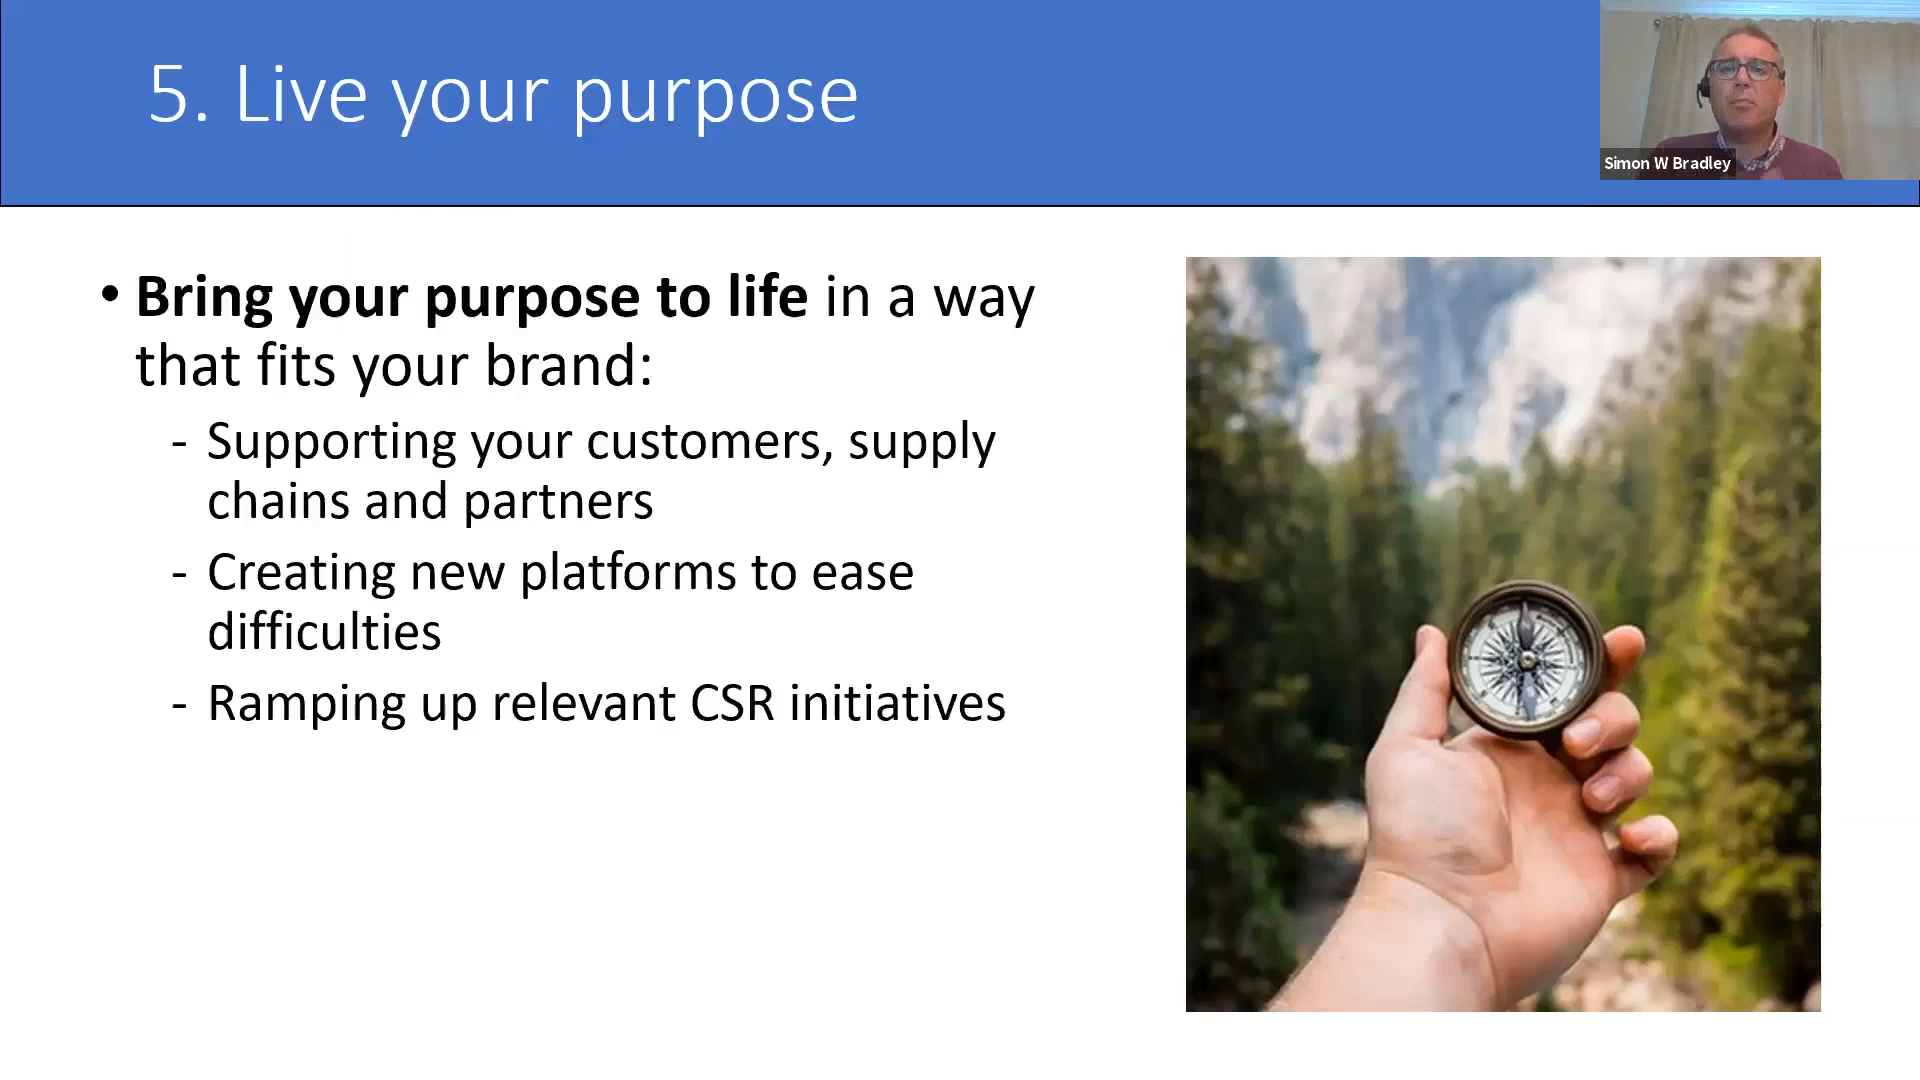 5. Live your purpose
Simon W Bradley
• Bring your purpose to life in a way
that fits your brand:
- Supporting your customers, supply
chains and partners
- Creating new platforms to ease
difficulties
- Ramping up relevant CSR initiatives